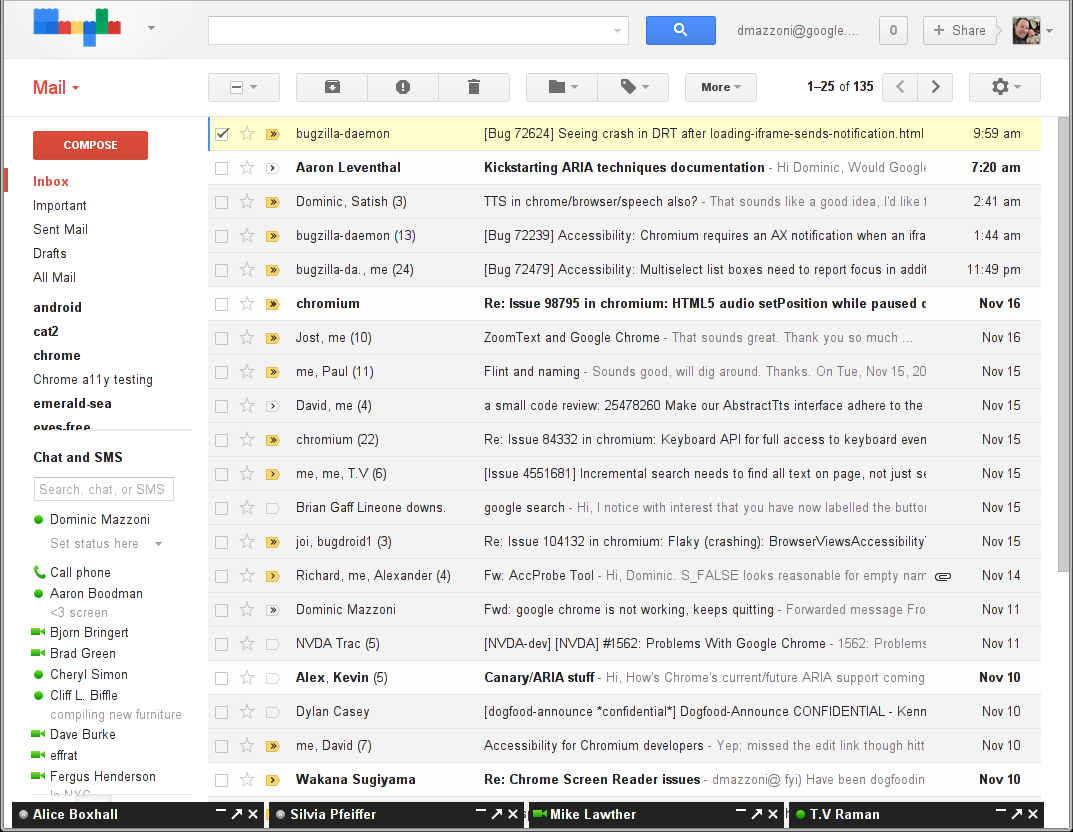 dmazzoni@google....
0
+ Share
Mail
More
1–25 of 135
COMPOSE
Inbox
Important
Sent Mail
Drafts
All Mail
android
cat2
chrome
Chrome a11y testing
emerald-sea
eyes-free
Chat and SMS
Search, chat, or SMS
Dominic Mazzoni
Set status here
Call phone
Aaron Boodman
<3 screen
Bjorn Bringert
Brad Green
Cheryl Simon
Cliff L. Biffle
compiling new furniture
Dave Burke
effrat
Fergus Henderson
In NYC
bugzilla-daemon [Bug 72624] Seeing crash in DRT after loading-iframe-sends-notification.html 9:59 am
Aaron Leventhal Kickstarting ARIA techniques documentation - Hi Dominic, Would Google 7:20 am
Dominic, Satish (3) TTS in chrome/browser/speech also? - That sounds like a good idea, I'd like t 2:41 am
bugzilla-daemon (13) [Bug 72239] Accessibility: Chromium requires an AX notification when an ifra 1:44 am
bugzilla-da., me (24) [Bug 72479] Accessibility: Multiselect list boxes need to report focus in addit 11:49 pm
chromium Re: Issue 98795 in chromium: HTML5 audio setPosition while paused d Nov 16
Jost, me (10) ZoomText and Google Chrome - That sounds great. Thank you so much ... Nov 16
me, Paul (11) Flint and naming - Sounds good, will dig around. Thanks. On Tue, Nov 15, 20 Nov 15
David, me (4) a small code review: 25478260 Make our AbstractTts interface adhere to the Nov 15
chromium (22) Re: Issue 84332 in chromium: Keyboard API for full access to keyboard even Nov 15
me, me, T.V (6) [Issue 4551681] Incremental search needs to find all text on page, not just se Nov 15
Brian Gaff Lineone downs. google search - Hi, I notice with interest that you have now labelled the button Nov 15
joi, bugdroid1 (3) Re: Issue 104132 in chromium: Flaky (crashing): BrowserViewsAccessibility Nov 15
Richard, me, Alexander (4) Fw: AccProbe Tool - Hi, Dominic. S_FALSE looks reasonable for empty nam Nov 14
Dominic Mazzoni Fwd: google chrome is not working, keeps quitting - Forwarded message Fro Nov 11
NVDA Trac (5) [NVDA-dev] [NVDA] #1562: Problems With Google Chrome - 1562: Problems Nov 11
Alex, Kevin (5) Canary/ARIA stuff - Hi, How's Chrome's current/future ARIA support coming Nov 10
Dylan Casey [dogfood-announce *confidential*] Dogfood-Announce CONFIDENTIAL - Kenn Nov 10
me, David (7) Accessibility for Chromium developers - Yep; missed the edit link though hitt Nov 10
Wakana Sugiyama Re: Chrome Screen Reader issues - dmazzoni@ fyi) Have been dogfoodin Nov 10
Alice Boxhall
Silvia Pfeiffer
Mike Lawther
T.V Raman